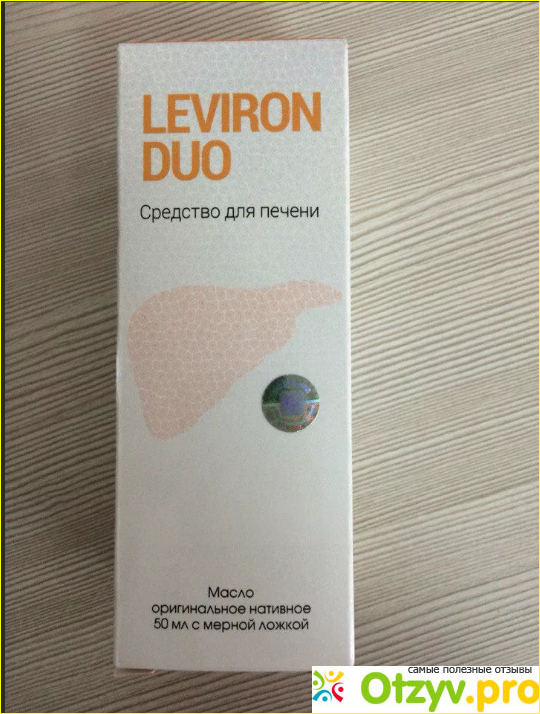 LEVIRON
DUO
Средство для печени
Масло
оригинальное нативное
50 мл с мерной ложкой
самые полезные отзывы
Otzyv.pro